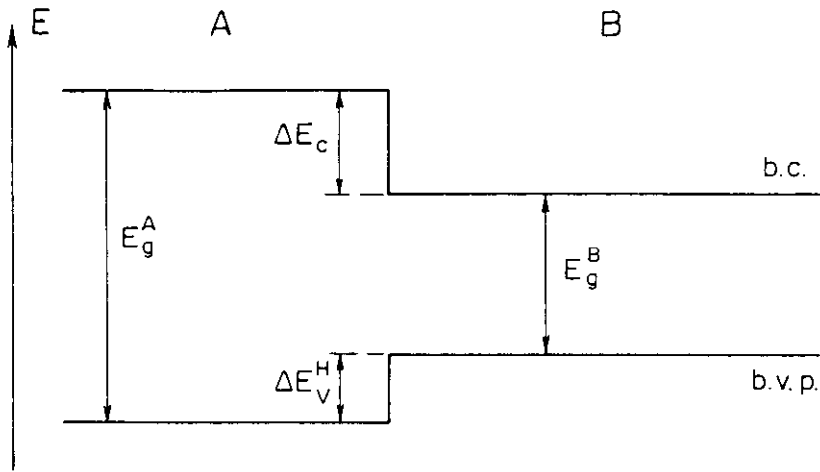 E
A
B
ΔE_c
b.c.
E_g^A
E_g^B
ΔE_v^H
b.v.p.